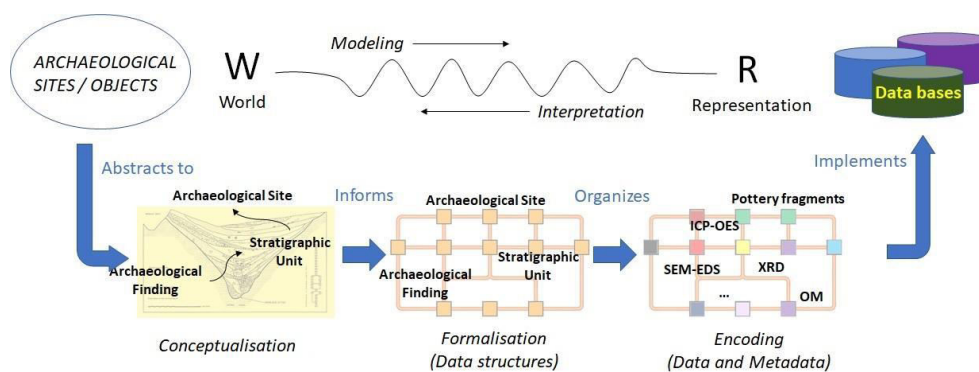 ARCHAEOLOGICAL
SITES / OBJECTS
W
World
Modeling
Interpretation
R
Representation
Data bases
Abstracts to
Informs
Organizes
Implements
Archaeological Site
Stratigraphic
Unit
Archaeological
Finding
Conceptualisation
Archaeological Site
Stratigraphic
Unit
Archaeological
Finding
Formalisation
(Data structures)
Pottery fragments
ICP-OES
SEM-EDS
XRD
...
OM
Encoding
(Data and Metadata)